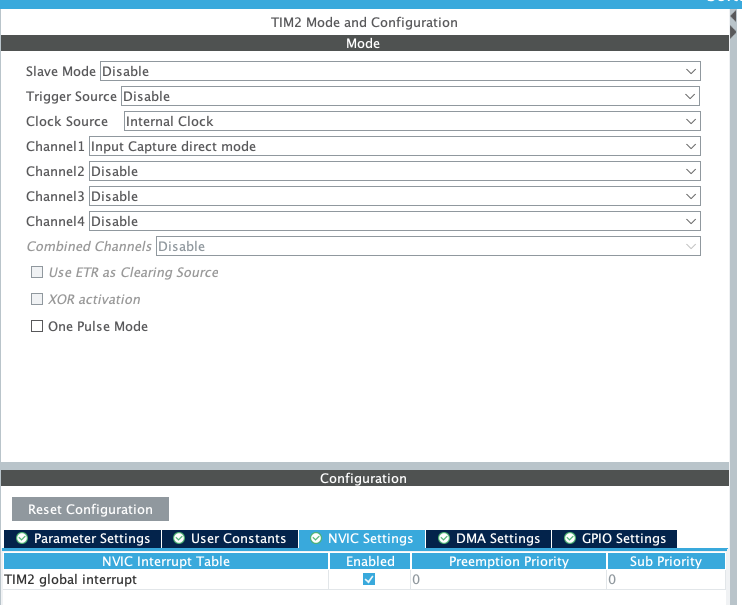 TIM2 Mode and Configuration
Mode
Slave Mode Disable
Trigger Source Disable
Clock Source Internal Clock
Channel1 Input Capture direct mode
Channel2 Disable
Channel3 Disable
Channel4 Disable
Combined Channels Disable
Use ETR as Clearing Source
XOR activation
One Pulse Mode
Configuration
Reset Configuration
Parameter Settings User Constants NVIC Settings DMA Settings GPIO Settings
NVIC Interrupt Table Enabled Preemption Priority Sub Priority
TIM2 global interrupt 0 0